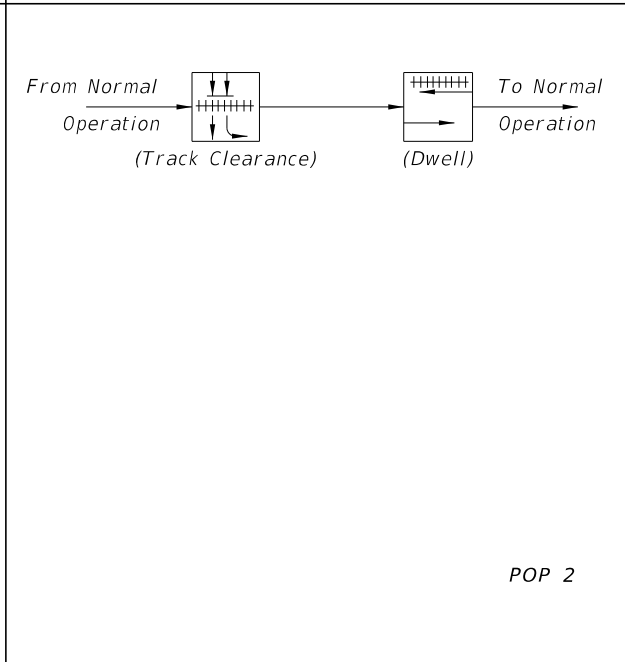 From Normal
Operation
(Track Clearance)
(Dwell)
To Normal
Operation
POP 2